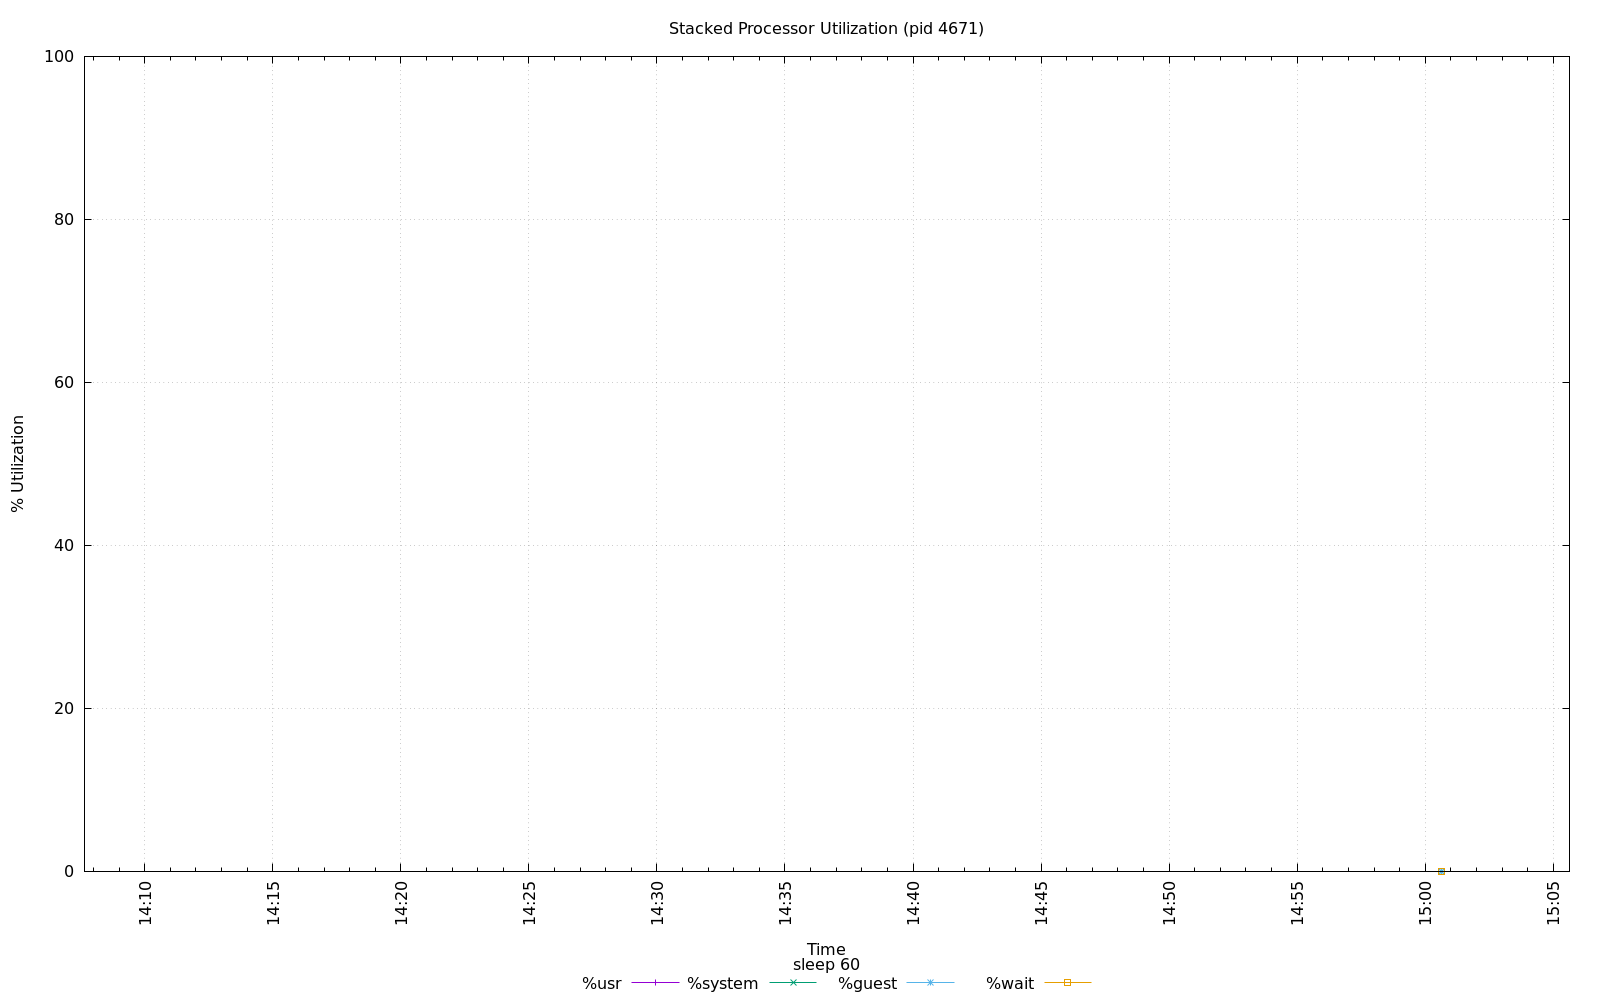 Stacked Processor Utilization (pid 4671)
100
80
60
40
20
0
% Utilization
14:10 14:15 14:20 14:25 14:30 14:35 14:40 14:45 14:50 14:55 15:00 15:05
Time
sleep 60
%usr %system %guest %wait